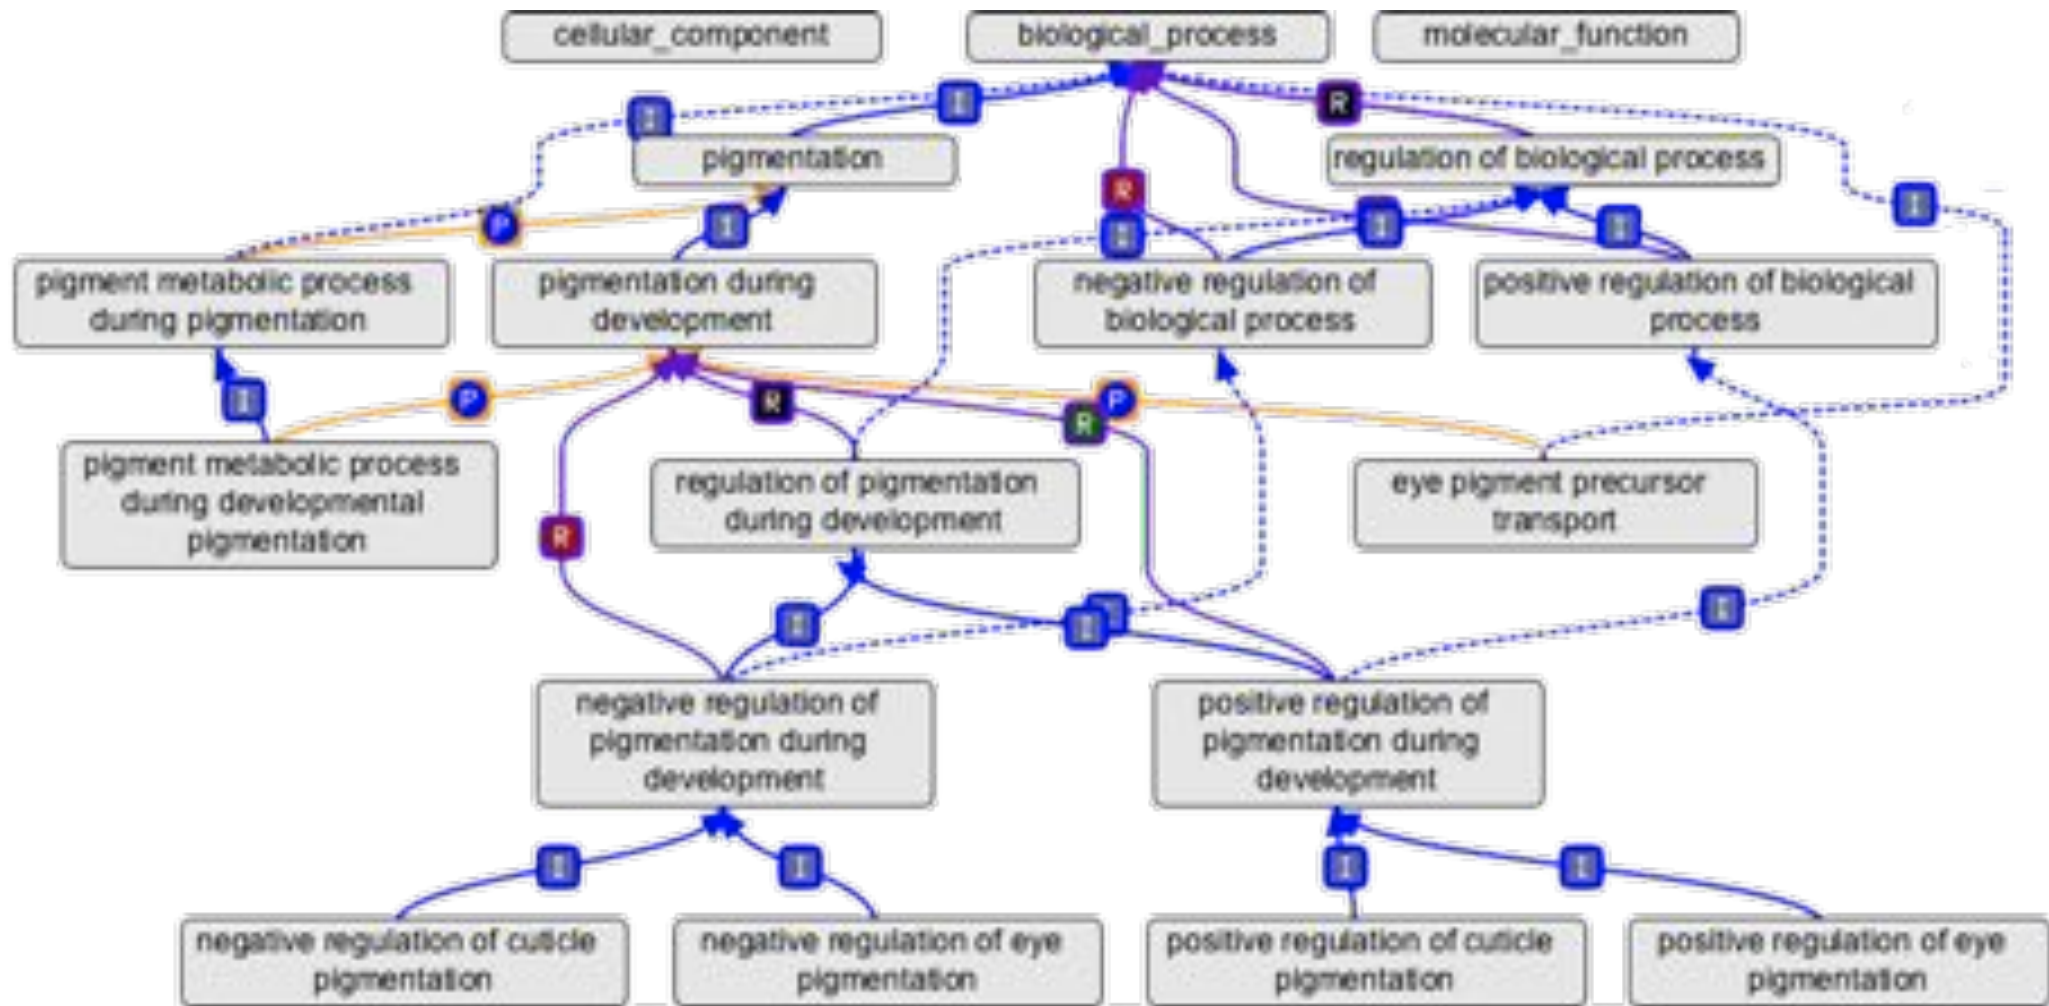 cellular_component
biological_process
molecular_function
I
I
R
pigmentation
R
regulation of biological process
P
I
I
I
I
I
pigment metabolic process
during pigmentation
pigmentation during
development
negative regulation of
biological process
positive regulation of biological
process
I
P
R
P
R
pigment metabolic process
during developmental
pigmentation
regulation of pigmentation
during development
eye pigment precursor
transport
R
I
I
I
negative regulation of
pigmentation during
development
positive regulation of
pigmentation during
development
I
I
I
I
negative regulation of cuticle
pigmentation
negative regulation of eye
pigmentation
positive regulation of cuticle
pigmentation
positive regulation of eye
pigmentation